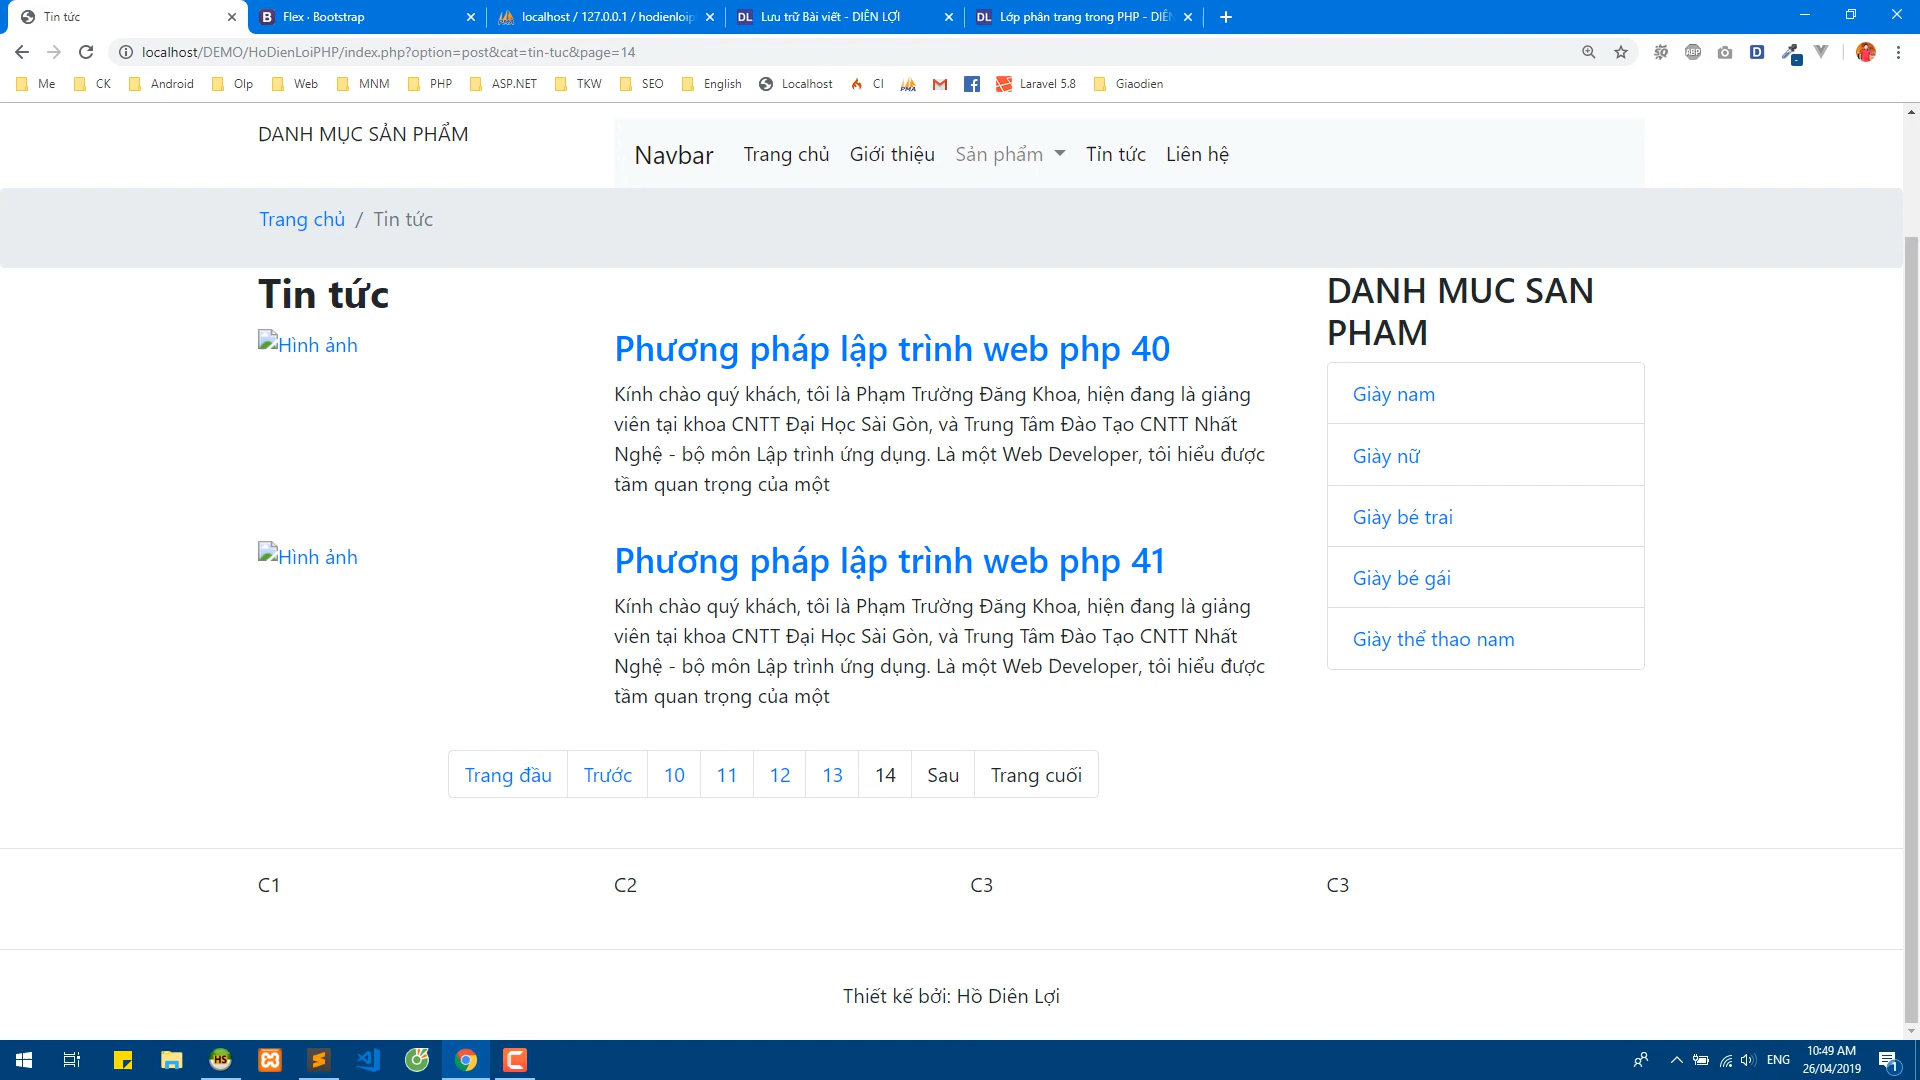 Tin tức
Flex · Bootstrap
localhost / 127.0.0.1 / hodienloip
Lưu trữ Bài viết - DIÊN LỢI
Lớp phân trang trong PHP - DIÊN
localhost/DEMO/HoDienLoiPHP/index.php?option=post&cat=tin-tuc&page=14
Me CK Android Olp Web MNM PHP ASP.NET TKW SEO English Localhost CI PMA Laravel 5.8 Giaodien
DANH MỤC SẢN PHẨM
Navbar Trang chủ Giới thiệu Sản phẩm Tin tức Liên hệ
Trang chủ / Tin tức
Tin tức
Hình ảnh
Phương pháp lập trình web php 40
Kính chào quý khách, tôi là Phạm Trường Đăng Khoa, hiện đang là giảng
viên tại khoa CNTT Đại Học Sài Gòn, và Trung Tâm Đào Tạo CNTT Nhất
Nghệ - bộ môn Lập trình ứng dụng. Là một Web Developer, tôi hiểu được
tầm quan trọng của một
Hình ảnh
Phương pháp lập trình web php 41
Kính chào quý khách, tôi là Phạm Trường Đăng Khoa, hiện đang là giảng
viên tại khoa CNTT Đại Học Sài Gòn, và Trung Tâm Đào Tạo CNTT Nhất
Nghệ - bộ môn Lập trình ứng dụng. Là một Web Developer, tôi hiểu được
tầm quan trọng của một
Trang đầu Trước 10 11 12 13 14 Sau Trang cuối
DANH MUC SAN
PHAM
Giày nam
Giày nữ
Giày bé trai
Giày bé gái
Giày thể thao nam
C1 C2 C3 C3
Thiết kế bởi: Hồ Diên Lợi
ENG
10:49 AM
26/04/2019